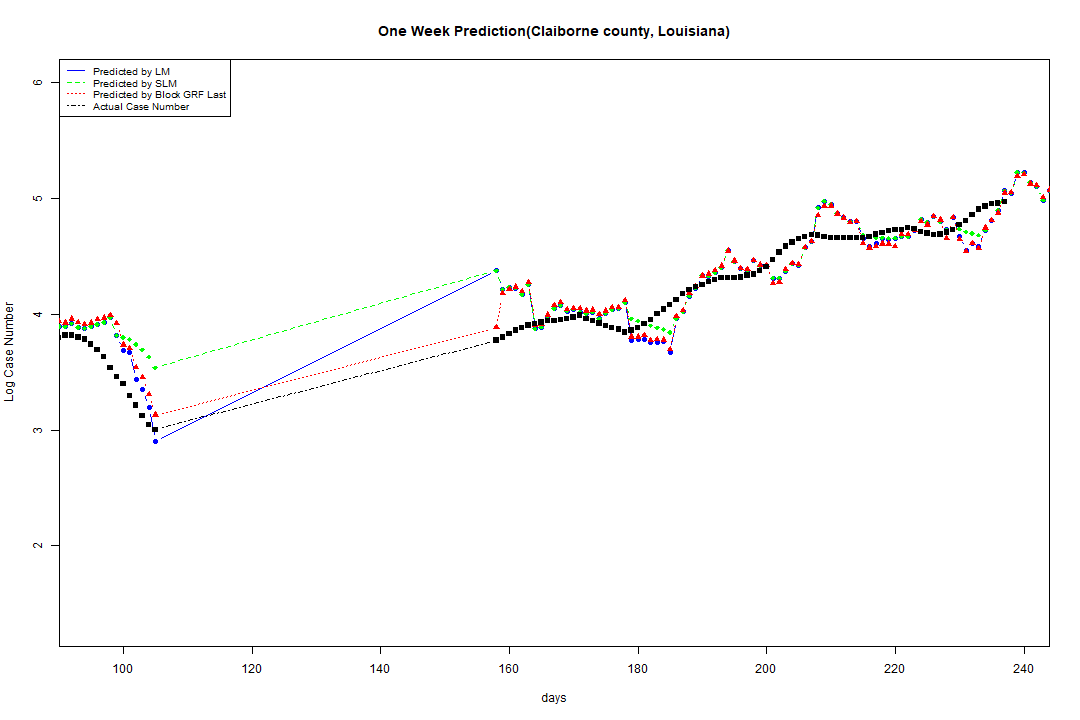 One Week Prediction(Claiborne county, Louisiana)
Predicted by LM
Predicted by SLM
Predicted by Block GRF Last
Actual Case Number
6
5
4
3
2
Log Case Number
100 120 140 160 180 200 220 240
days